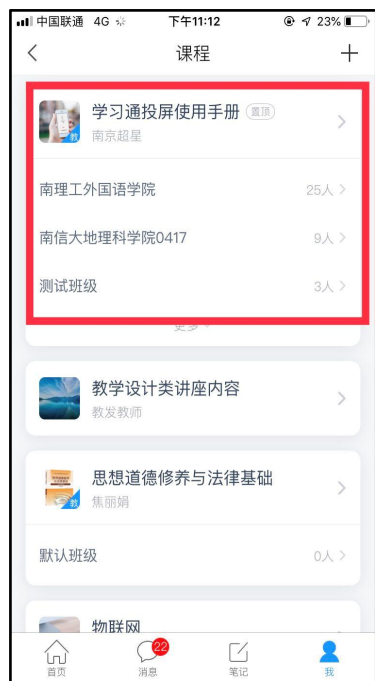 中国联通 4G 下午11:12 23%
课程
学习通投屏使用手册 置顶
教
南京超星
南理工外国语学院 25人
南信大地理科学院0417 9人
测试班级 3人
更多
教学设计类讲座内容
教发教师
思想道德修养与法律基础
教
焦丽娟
默认班级 0人
物联网
22
首页 消息 笔记 我